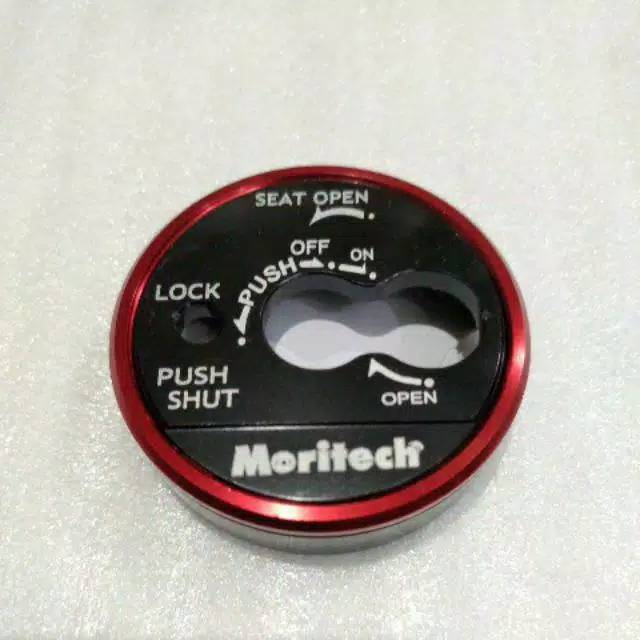 SEAT OPEN
OFF
ON
PUSH
LOCK
PUSH
SHUT
OPEN
Moritech